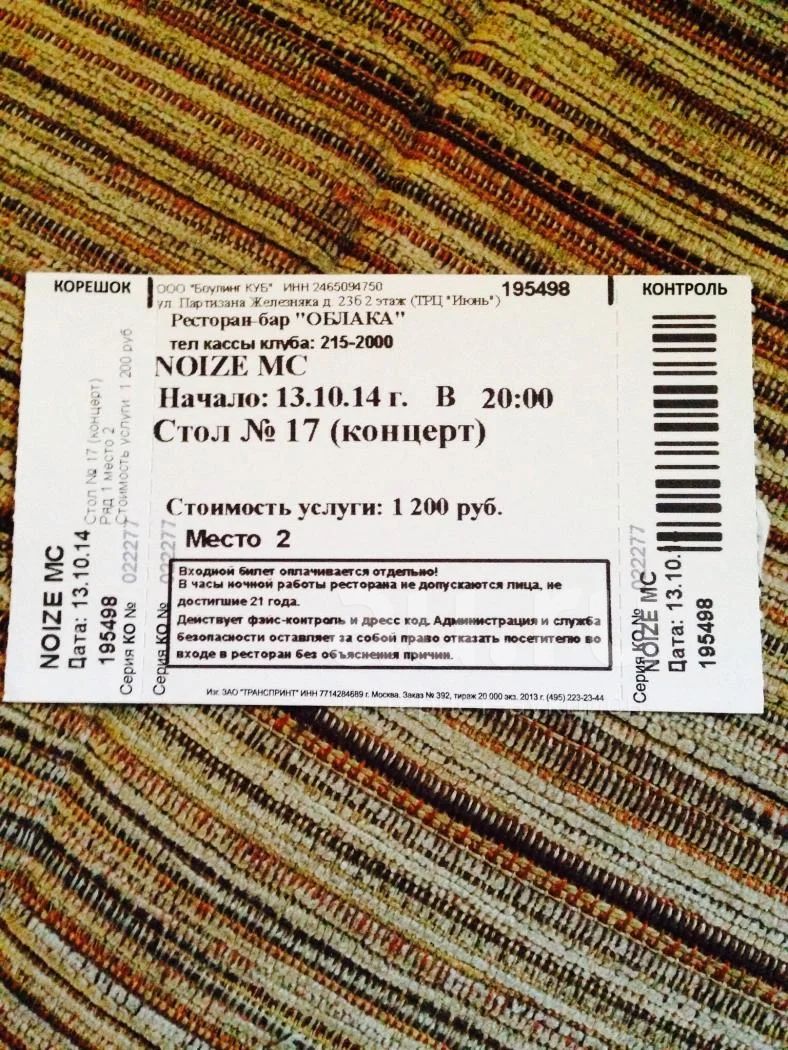 КОРЕШОК
Стол № 17 (концерт)
Ряд 1 место 2
Стоимость услуги: 1 200 руб
NOIZE MC
Дата: 13.10.14
195498
Серия КО № 022277
ООО "Боулинг КУБ" ИНН 2465094750 195498
ул. Партизана Железняка д. 23б 2 этаж (ТРЦ "Июнь")
Ресторан-бар "ОБЛАКА"
тел кассы клуба: 215-2000
NOIZE MC
Начало: 13.10.14 г. В 20:00
Стол № 17 (концерт)
Стоимость услуги: 1 200 руб.
Место 2
Серия КО № 022277
Входной билет оплачивается отдельно!
В часы ночной работы ресторана не допускаются лица, не
достигшие 21 года.
Действует фэйс-контроль и дресс код. Администрация и служба
безопасности оставляет за собой право отказать посетителю во
входе в ресторан без объяснения причин.
Изг. ЗАО "ТРАНСПРИНТ" ИНН 7714284689 г. Москва. Заказ № 392, тираж 20 000 экз. 2013 г. (495) 223-23-44
КОНТРОЛЬ
Серия КО № 022277
NOIZE MC
Дата: 13.10.1
195498